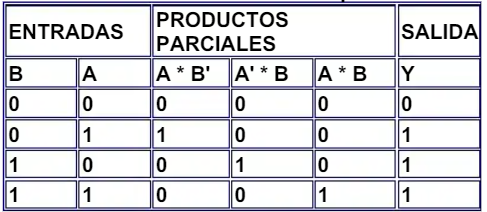 ENTRADAS PRODUCTOS PARCIALES SALIDA
B A A * B' A' * B A * B Y
0 0 0 0 0 0
0 1 1 0 0 1
1 0 0 1 0 1
1 1 0 0 1 1